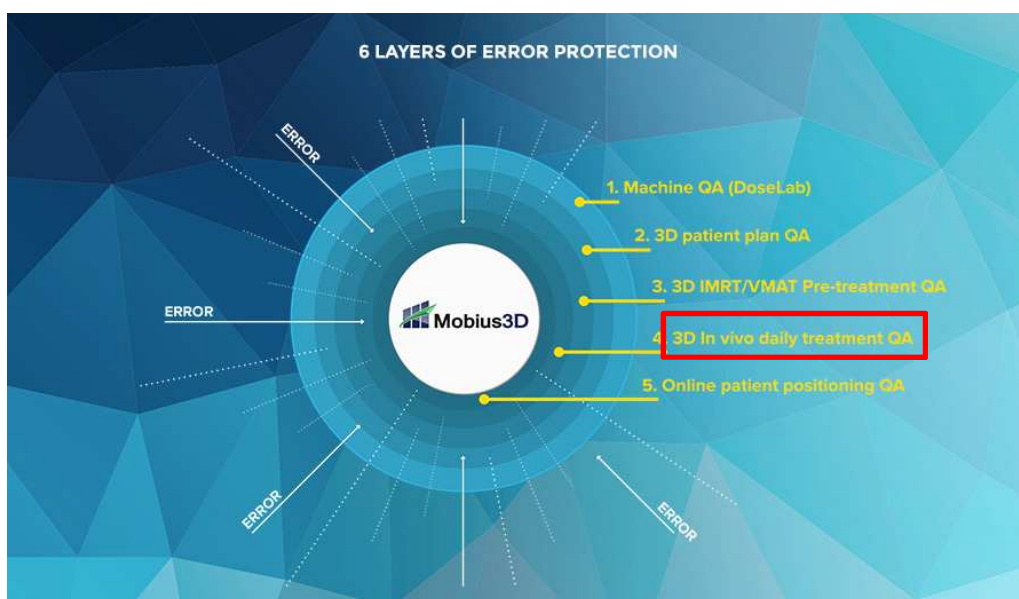 6 LAYERS OF ERROR PROTECTION
ERROR
1. Machine QA (DoseLab)
2. 3D patient plan QA
3. 3D IMRT/VMAT Pre-treatment QA
ERROR
Mobius3D
4. 3D In vivo daily treatment QA
5. Online patient positioning QA
ERROR
ERROR